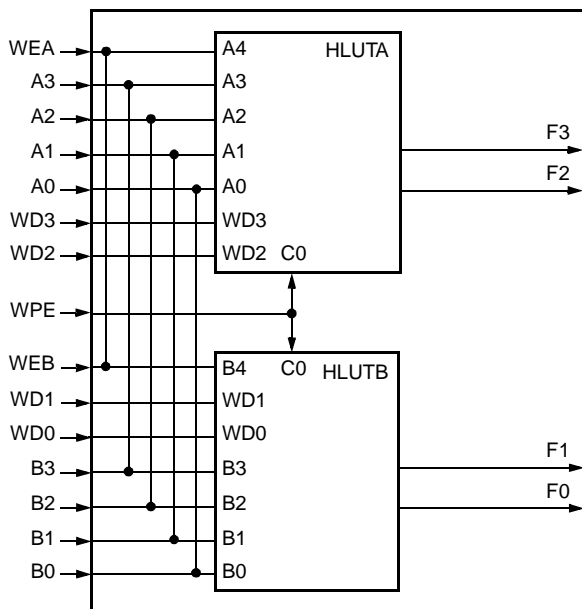 WEA
A3
A2
A1
A0
WD3
WD2
WPE
WEB
WD1
WD0
B3
B2
B1
B0
A4 HLUTA
A3
A2
A1
A0
WD3
WD2 C0
C0 HLUTB
B4
WD1
WD0
B3
B2
B1
B0
F3
F2
F1
F0